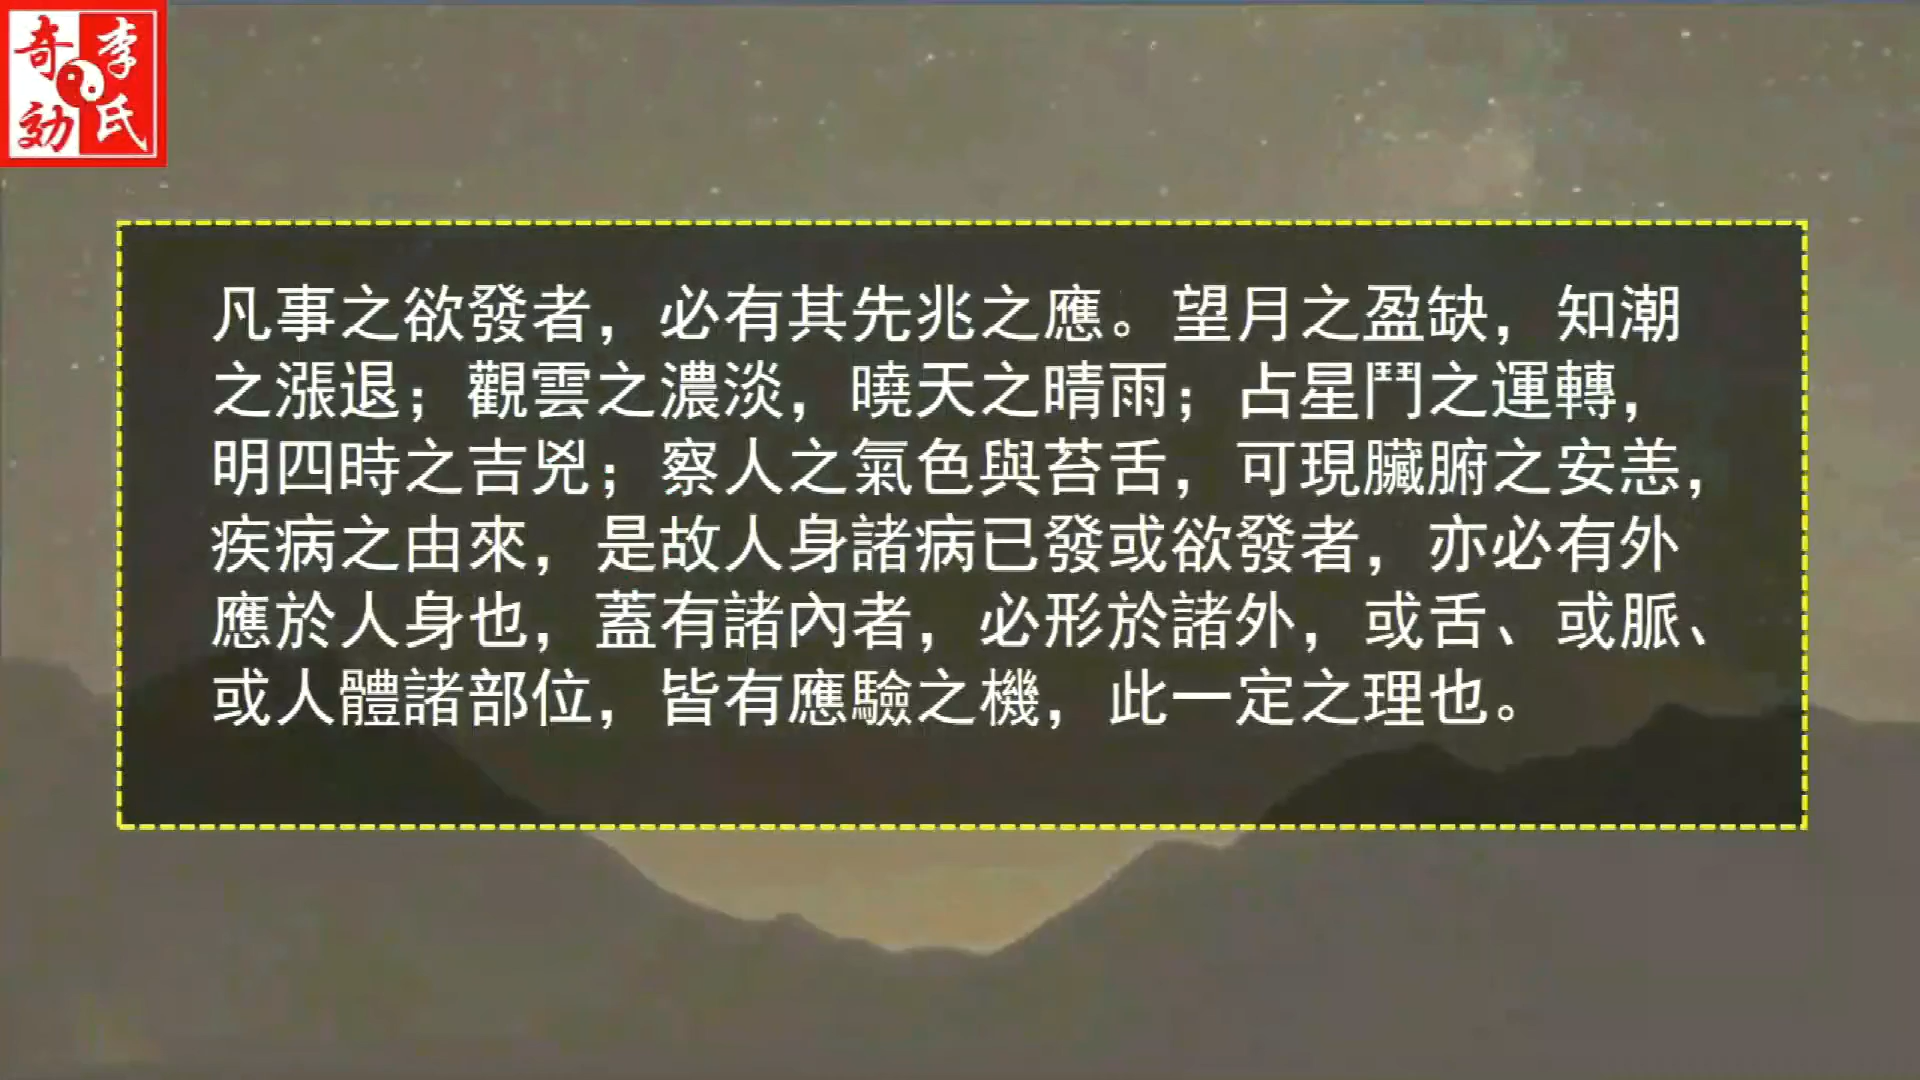 李氏
奇効
凡事之欲發者，必有其先兆之應。望月之盈缺，知潮
之漲退；觀雲之濃淡，曉天之晴雨；占星鬥之運轉，
明四時之吉兇；察人之氣色與苔舌，可現臟腑之安恙，
疾病之由來，是故人身諸病已發或欲發者，亦必有外
應於人身也，蓋有諸內者，必形於諸外，或舌、或脈、
或人體諸部位，皆有應驗之機，此一定之理也。